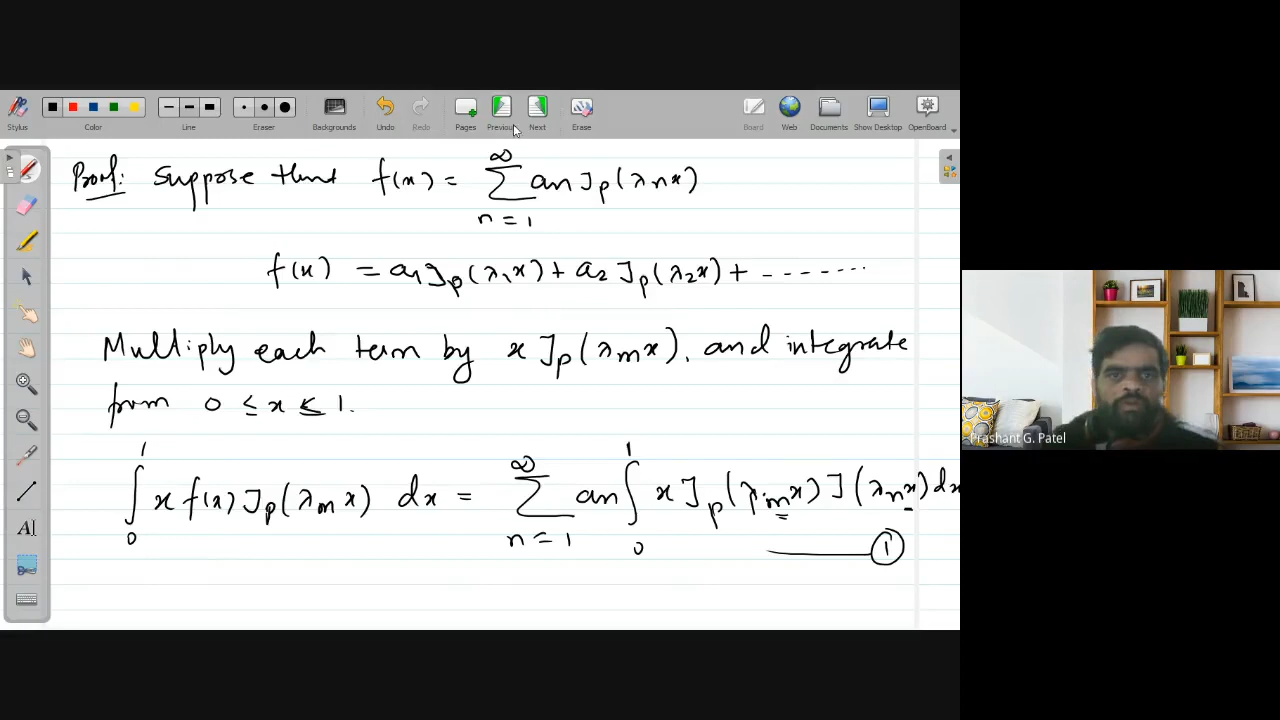 Stylus Color Line Eraser Backgrounds Undo Redo Pages Previous Next Erase Board Web Documents Show Desktop OpenBoard
Proof: Suppose that f(x) = ∑_{n=1}^{∞} an Jp(λnx)
f(x) = a1 Jp(λ1x) + a2 Jp(λ2x) + -------
Multiply each term by x Jp(λmx), and integrate
from 0 ≤ x ≤ 1.
∫_0^1 x f(x) Jp(λmx) dx = ∑_{n=1}^{∞} an ∫_0^1 x Jp(λmx) J(λnx) dx
——— ①
Prashant G. Patel